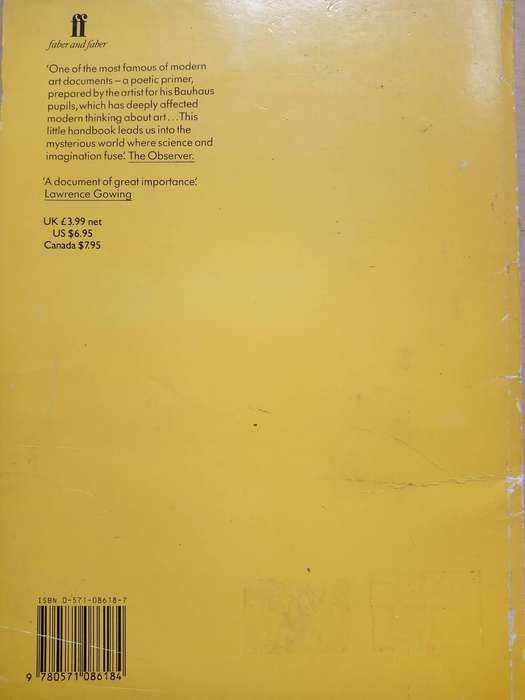 ff
faber and faber
'One of the most famous of modern
art documents – a poetic primer,
prepared by the artist for his Bauhaus
pupils, which has deeply affected
modern thinking about art . . . This
little handbook leads us into the
mysterious world where science and
imagination fuse'. The Observer.
'A document of great importance'.
Lawrence Gowing
UK £3.99 net
US $6.95
Canada $7.95
ISBN 0-571-08618-7
9 780571 086184